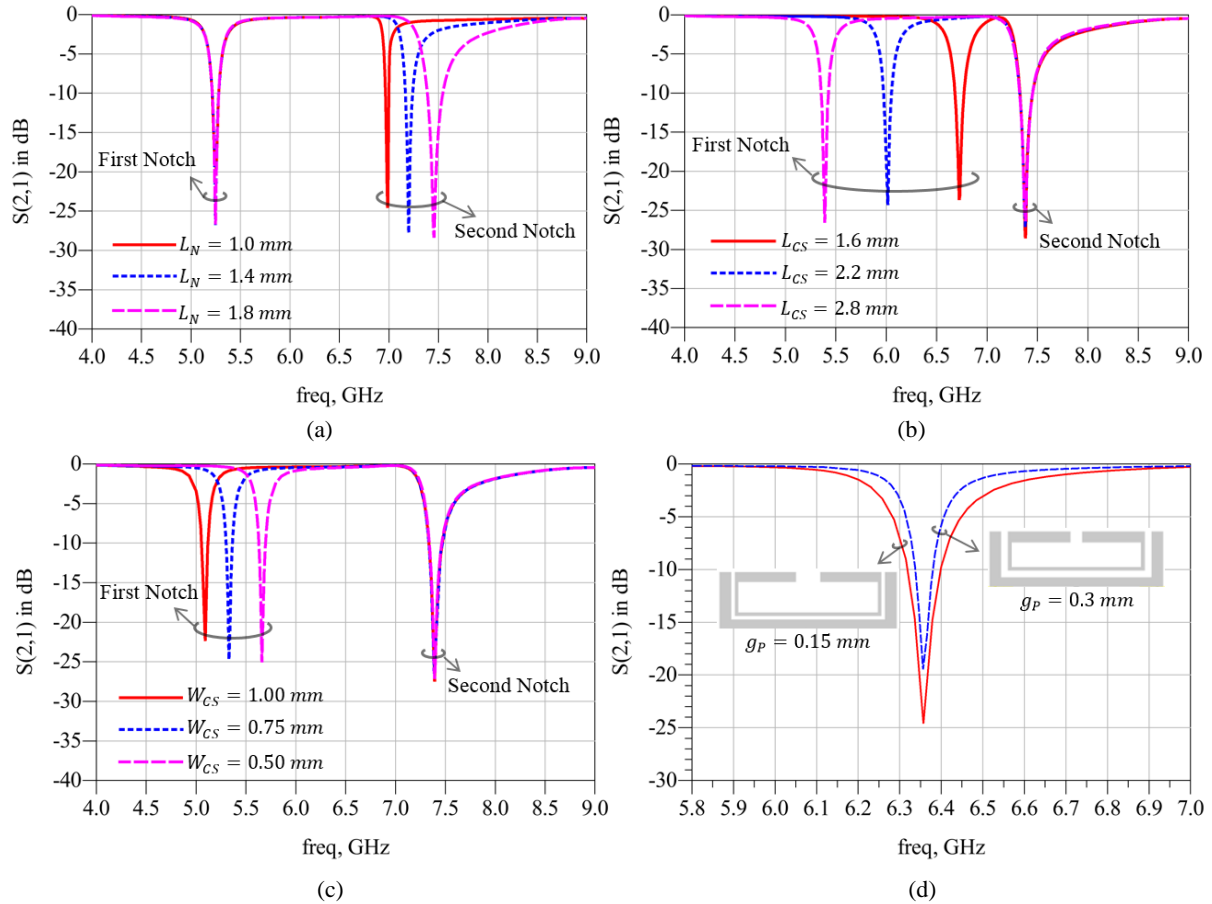 0
-5
-10
-15
-20
-25
-30
-35
-40
S(2,1) in dB
First Notch
Second Notch
L_N = 1.0 mm
L_N = 1.4 mm
L_N = 1.8 mm
4.0 4.5 5.0 5.5 6.0 6.5 7.0 7.5 8.0 8.5 9.0
freq, GHz
(a)
0
-5
-10
-15
-20
-25
-30
-35
-40
S(2,1) in dB
First Notch
Second Notch
L_CS = 1.6 mm
L_CS = 2.2 mm
L_CS = 2.8 mm
4.0 4.5 5.0 5.5 6.0 6.5 7.0 7.5 8.0 8.5 9.0
freq, GHz
(b)
0
-5
-10
-15
-20
-25
-30
-35
-40
S(2,1) in dB
First Notch
Second Notch
W_CS = 1.00 mm
W_CS = 0.75 mm
W_CS = 0.50 mm
4.0 4.5 5.0 5.5 6.0 6.5 7.0 7.5 8.0 8.5 9.0
freq, GHz
(c)
0
-5
-10
-15
-20
-25
-30
S(2,1) in dB
g_P = 0.3 mm
g_P = 0.15 mm
5.8 5.9 6.0 6.1 6.2 6.3 6.4 6.5 6.6 6.7 6.8 6.9 7.0
freq, GHz
(d)